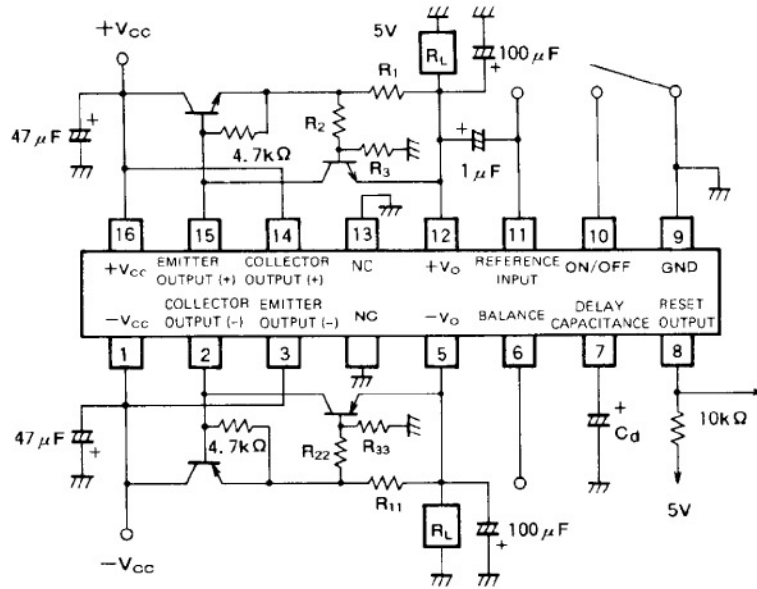 +VCC
5V
RL
100μF
+
R1
47μF
+
R2
4.7kΩ
R3
+
1μF
16
15
14
13
12
11
10
9
+VCC
EMITTER OUTPUT (+)
COLLECTOR OUTPUT (+)
NC
+VO
REFERENCE INPUT
ON/OFF
GND
-VCC
COLLECTOR OUTPUT (-)
EMITTER OUTPUT (-)
NC
-VO
BALANCE
DELAY CAPACITANCE
RESET OUTPUT
1
2
3
4
5
6
7
8
47μF
+
4.7kΩ
R22
R33
+
Cd
10kΩ
R11
5V
RL
100μF
+
-VCC